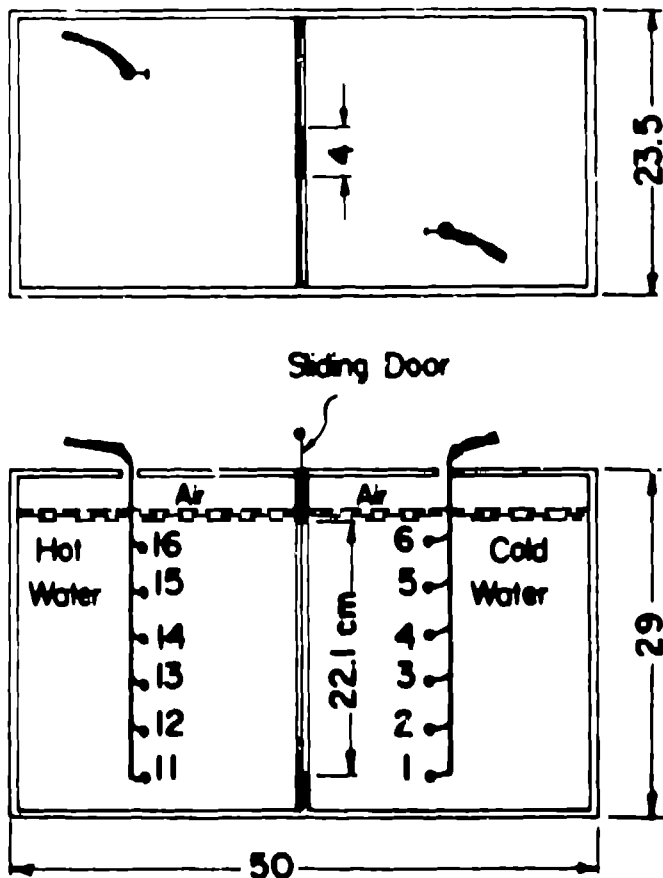 4
23.5
Sliding Door
Air Air
Hot Water
Cold Water
16 6
15 5
14 4
13 3
12 2
11 1
22.1 cm
29
50